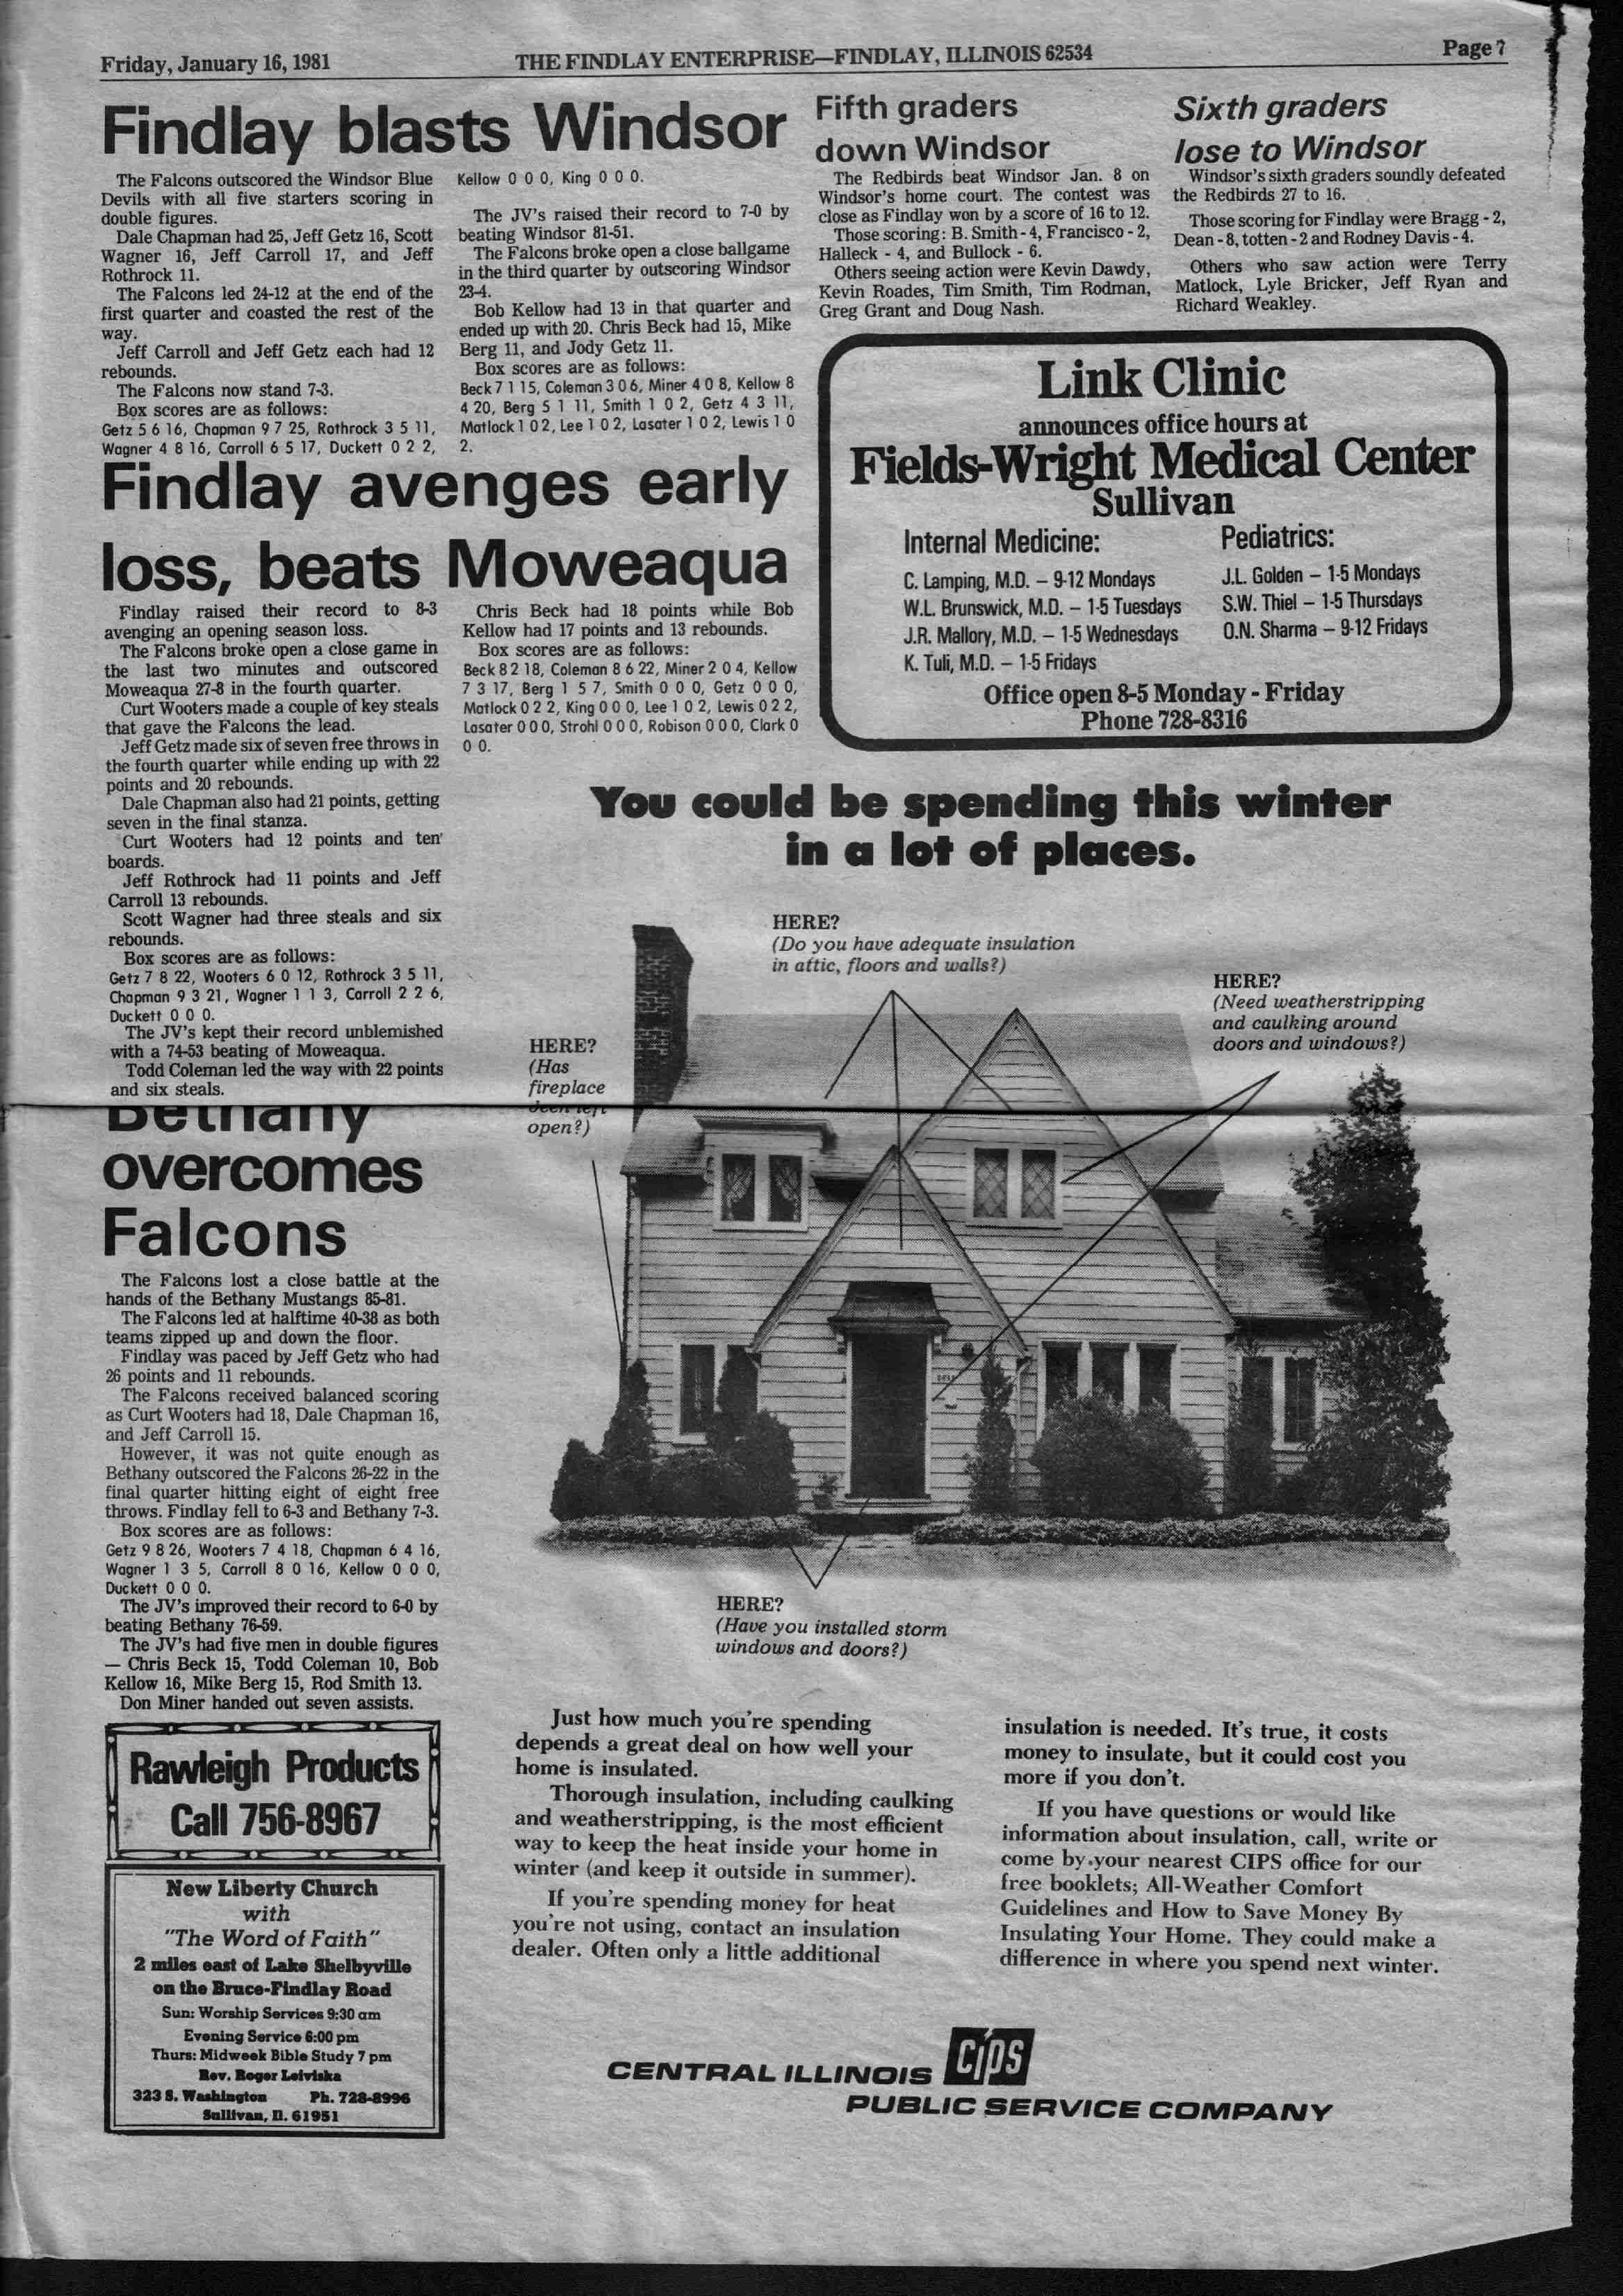 Friday, January 16, 1981
THE FINDLAY ENTERPRISE—FINDLAY, ILLINOIS 62534
Page 7
Findlay blasts Windsor
The Falcons outscored the Windsor Blue
Devils with all five starters scoring in
double figures.
Dale Chapman had 25, Jeff Getz 16, Scott
Wagner 16, Jeff Carroll 17, and Jeff
Rothrock 11.
The Falcons led 24-12 at the end of the
first quarter and coasted the rest of the
way.
Jeff Carroll and Jeff Getz each had 12
rebounds.
The Falcons now stand 7-3.
Box scores are as follows:
Getz 5 6 16, Chapman 9 7 25, Rothrock 3 5 11,
Wagner 4 8 16, Carroll 6 5 17, Duckett 0 2 2,
Kellow 0 0 0, King 0 0 0.
The JV's raised their record to 7-0 by
beating Windsor 81-51.
The Falcons broke open a close ballgame
in the third quarter by outscoring Windsor
23-4.
Bob Kellow had 13 in that quarter and
ended up with 20. Chris Beck had 15, Mike
Berg 11, and Jody Getz 11.
Box scores are as follows:
Beck 7 1 15, Coleman 3 0 6, Miner 4 0 8, Kellow 8
4 20, Berg 5 1 11, Smith 1 0 2, Getz 4 3 11,
Matlock 1 0 2, Lee 1 0 2, Lasater 1 0 2, Lewis 1 0
2.
Fifth graders
down Windsor
The Redbirds beat Windsor Jan. 8 on
Windsor's home court. The contest was
close as Findlay won by a score of 16 to 12.
Those scoring: B. Smith - 4, Francisco - 2,
Halleck - 4, and Bullock - 6.
Others seeing action were Kevin Dawdy,
Kevin Roades, Tim Smith, Tim Rodman,
Greg Grant and Doug Nash.
Sixth graders
lose to Windsor
Windsor's sixth graders soundly defeated
the Redbirds 27 to 16.
Those scoring for Findlay were Bragg - 2,
Dean - 8, totten - 2 and Rodney Davis - 4.
Others who saw action were Terry
Matlock, Lyle Bricker, Jeff Ryan and
Richard Weakley.
Link Clinic
announces office hours at
Fields-Wright Medical Center
Sullivan
Internal Medicine:
C. Lamping, M.D. – 9-12 Mondays
W.L. Brunswick, M.D. – 1-5 Tuesdays
J.R. Mallory, M.D. – 1-5 Wednesdays
K. Tuli, M.D. – 1-5 Fridays
Pediatrics:
J.L. Golden – 1-5 Mondays
S.W. Thiel – 1-5 Thursdays
O.N. Sharma – 9-12 Fridays
Office open 8-5 Monday - Friday
Phone 728-8316
Findlay avenges early
loss, beats Moweaqua
Findlay raised their record to 8-3
avenging an opening season loss.
The Falcons broke open a close game in
the last two minutes and outscored
Moweaqua 27-8 in the fourth quarter.
Curt Wooters made a couple of key steals
that gave the Falcons the lead.
Jeff Getz made six of seven free throws in
the fourth quarter while ending up with 22
points and 20 rebounds.
Dale Chapman also had 21 points, getting
seven in the final stanza.
Curt Wooters had 12 points and ten
boards.
Jeff Rothrock had 11 points and Jeff
Carroll 13 rebounds.
Scott Wagner had three steals and six
rebounds.
Box scores are as follows:
Getz 7 8 22, Wooters 6 0 12, Rothrock 3 5 11,
Chapman 9 3 21, Wagner 1 1 3, Carroll 2 2 6,
Duckett 0 0 0.
The JV's kept their record unblemished
with a 74-53 beating of Moweaqua.
Todd Coleman led the way with 22 points
and six steals.
Chris Beck had 18 points while Bob
Kellow had 17 points and 13 rebounds.
Box scores are as follows:
Beck 8 2 18, Coleman 8 6 22, Miner 2 0 4, Kellow
7 3 17, Berg 1 5 7, Smith 0 0 0, Getz 0 0 0,
Matlock 0 2 2, King 0 0 0, Lee 1 0 2, Lewis 0 2 2,
Lasater 0 0 0, Strohl 0 0 0, Robison 0 0 0, Clark 0
0 0.
Bethany
overcomes
Falcons
The Falcons lost a close battle at the
hands of the Bethany Mustangs 85-81.
The Falcons led at halftime 40-38 as both
teams zipped up and down the floor.
Findlay was paced by Jeff Getz who had
26 points and 11 rebounds.
The Falcons received balanced scoring
as Curt Wooters had 18, Dale Chapman 16,
and Jeff Carroll 15.
However, it was not quite enough as
Bethany outscored the Falcons 26-22 in the
final quarter hitting eight of eight free
throws. Findlay fell to 6-3 and Bethany 7-3.
Box scores are as follows:
Getz 9 8 26, Wooters 7 4 18, Chapman 6 4 16,
Wagner 1 3 5, Carroll 8 0 16, Kellow 0 0 0,
Duckett 0 0 0.
The JV's improved their record to 6-0 by
beating Bethany 76-59.
The JV's had five men in double figures
— Chris Beck 15, Todd Coleman 10, Bob
Kellow 16, Mike Berg 15, Rod Smith 13.
Don Miner handed out seven assists.
Rawleigh Products
Call 756-8967
New Liberty Church
with
"The Word of Faith"
2 miles east of Lake Shelbyville
on the Bruce-Findlay Road
Sun: Worship Services 9:30 am
Evening Service 6:00 pm
Thurs: Midweek Bible Study 7 pm
Rev. Roger Leiviska
323 S. Washington Ph. 728-8996
Sullivan, Il. 61951
You could be spending this winter
in a lot of places.
HERE?
(Do you have adequate insulation
in attic, floors and walls?)
HERE?
(Need weatherstripping
and caulking around
doors and windows?)
HERE?
(Has
fireplace
been left
open?)
HERE?
(Have you installed storm
windows and doors?)
Just how much you're spending
depends a great deal on how well your
home is insulated.
Thorough insulation, including caulking
and weatherstripping, is the most efficient
way to keep the heat inside your home in
winter (and keep it outside in summer).
If you're spending money for heat
you're not using, contact an insulation
dealer. Often only a little additional
insulation is needed. It's true, it costs
money to insulate, but it could cost you
more if you don't.
If you have questions or would like
information about insulation, call, write or
come by your nearest CIPS office for our
free booklets; All-Weather Comfort
Guidelines and How to Save Money By
Insulating Your Home. They could make a
difference in where you spend next winter.
CENTRAL ILLINOIS CIPS
PUBLIC SERVICE COMPANY